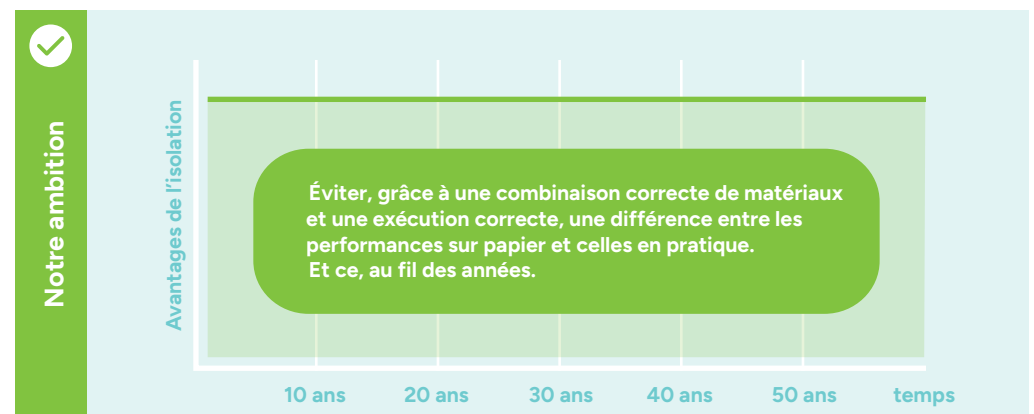 Notre ambition
Avantages de l'isolation
Éviter, grâce à une combinaison correcte de matériaux
et une exécution correcte, une différence entre les
performances sur papier et celles en pratique.
Et ce, au fil des années.
10 ans 20 ans 30 ans 40 ans 50 ans temps